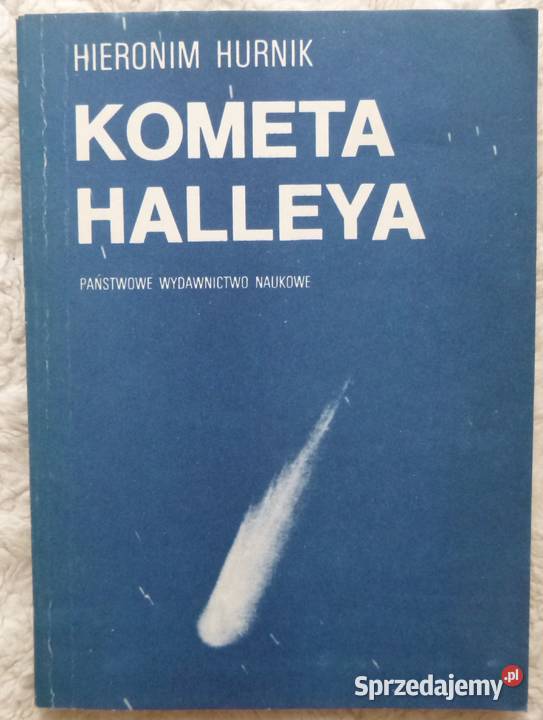 HIERONIM HURNIK
KOMETA
HALLEYA
PAŃSTWOWE WYDAWNICTWO NAUKOWE
Sprzedajemy.pl